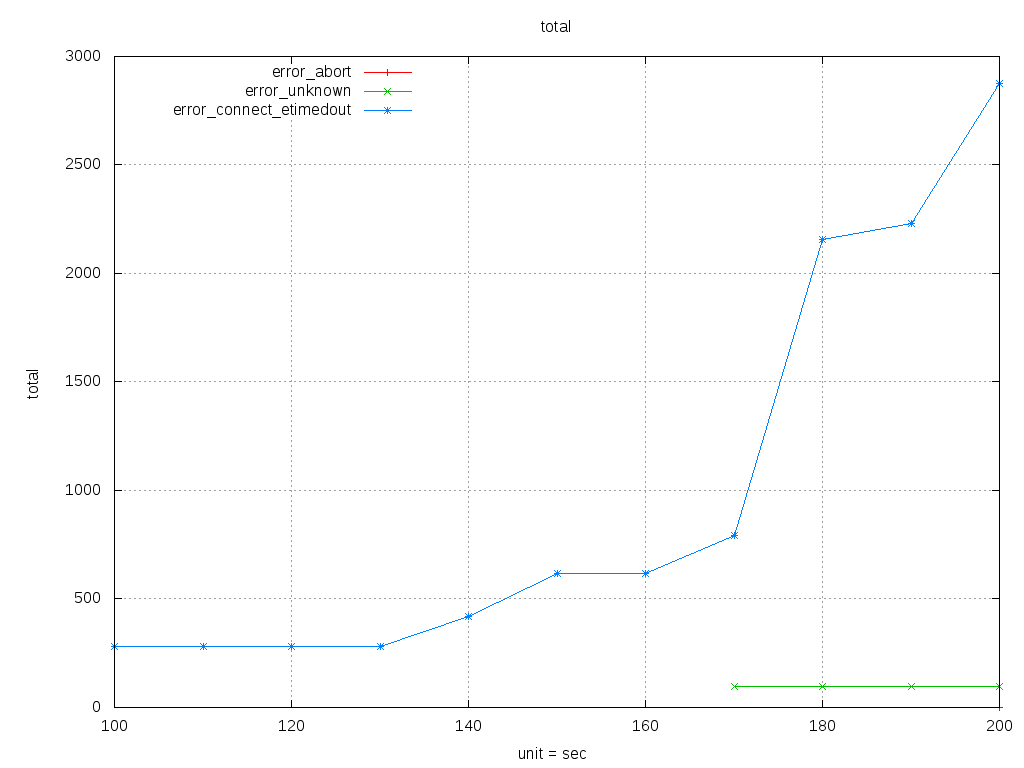 total
3000
2500
2000
1500
1000
500
0
error_abort
error_unknown
error_connect_etimedout
total
100 120 140 160 180 200
unit = sec